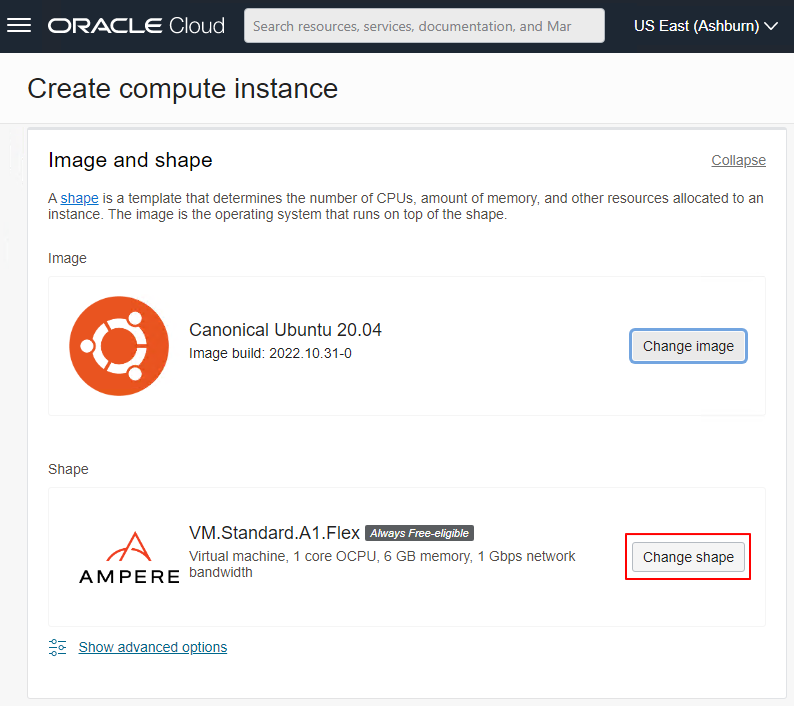 ORACLE Cloud
Search resources, services, documentation, and Mar
US East (Ashburn)
Create compute instance
Image and shape
Collapse
A shape is a template that determines the number of CPUs, amount of memory, and other resources allocated to an
instance. The image is the operating system that runs on top of the shape.
Image
Canonical Ubuntu 20.04
Image build: 2022.10.31-0
Change image
Shape
VM.Standard.A1.Flex Always Free-eligible
Virtual machine, 1 core OCPU, 6 GB memory, 1 Gbps network
bandwidth
AMPERE
Change shape
Show advanced options